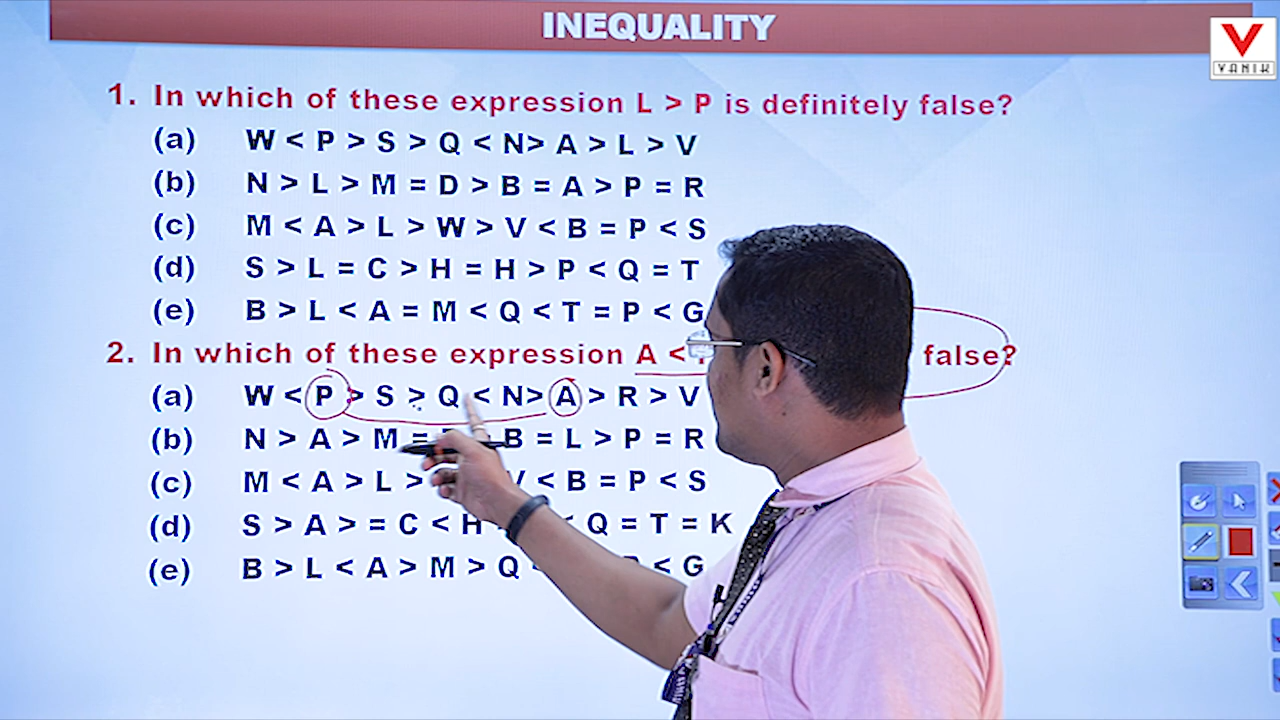 INEQUALITY
VANIK
1. In which of these expression L > P is definitely false?
(a) W < P > S > Q < N > A > L > V
(b) N > L > M = D > B = A > P = R
(c) M < A > L > W > V < B = P < S
(d) S > L = C > H = H > P < Q = T
(e) B > L < A = M < Q < T = P < G
2. In which of these expression A < false?
(a) W < P > S > Q < N > A > R > V
(b) N > A > M = B = L > P = R
(c) M < A > L > < B = P < S
(d) S > A > = C < H < Q = T = K
(e) B > L < A > M > Q < G